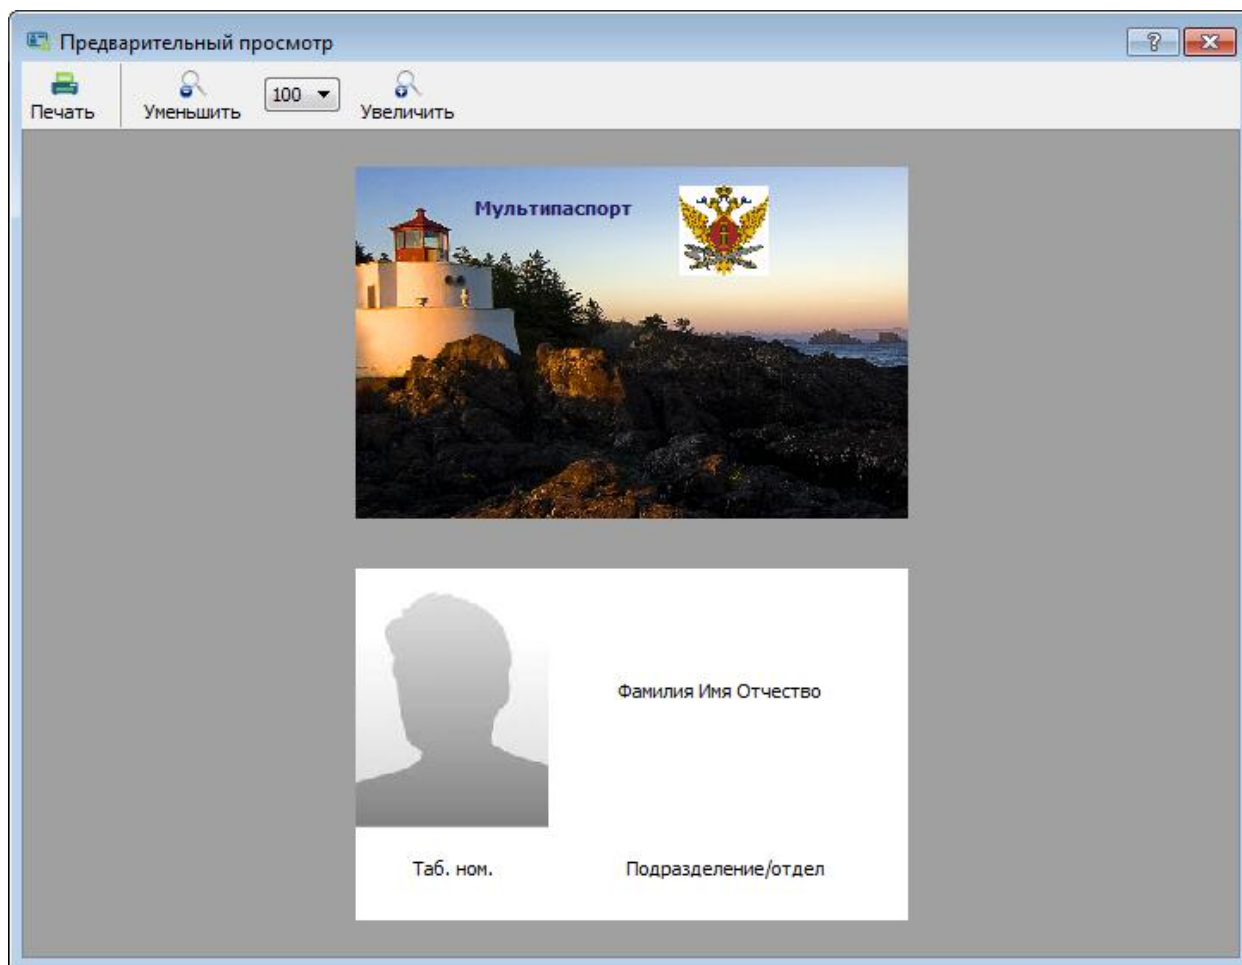 Предварительный просмотр
Печать
Уменьшить
100
Увеличить
Мультипаспорт
Фамилия Имя Отчество
Таб. ном.
Подразделение/отдел